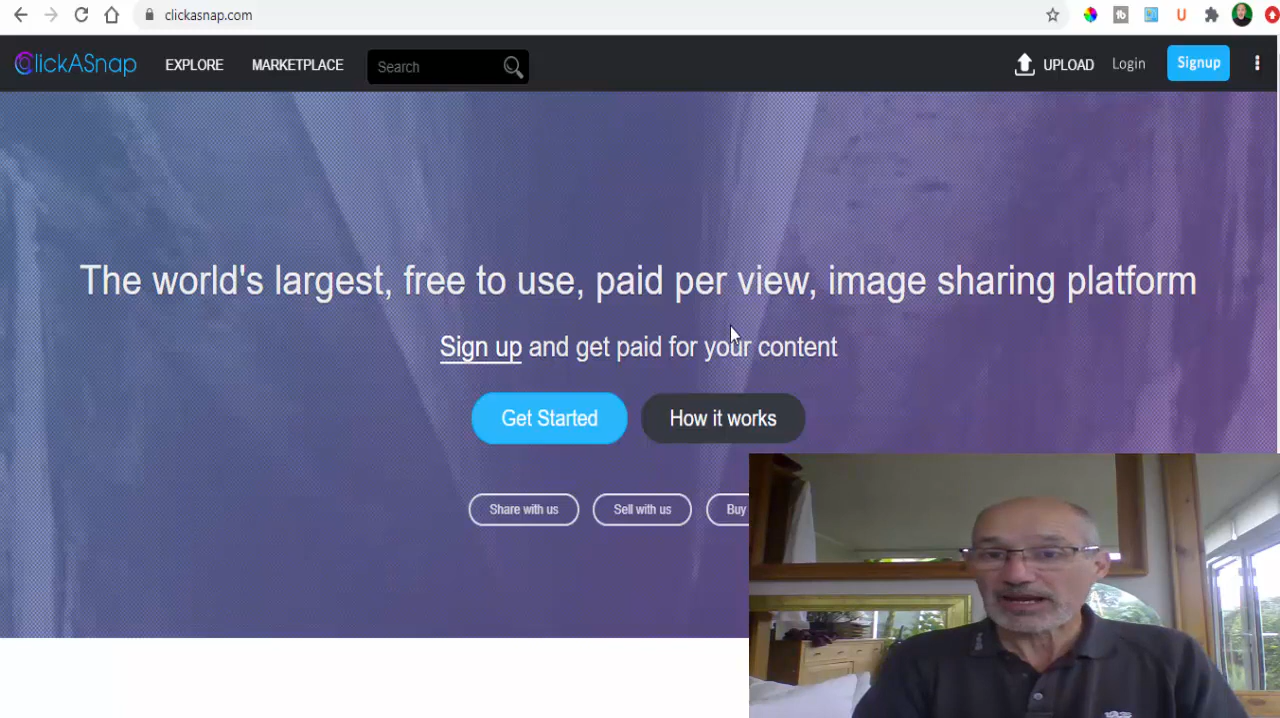 clickasnap.com
ClickASnap EXPLORE MARKETPLACE Search UPLOAD Login Signup
The world's largest, free to use, paid per view, image sharing platform
Sign up and get paid for your content
Get Started How it works
Share with us Sell with us Buy